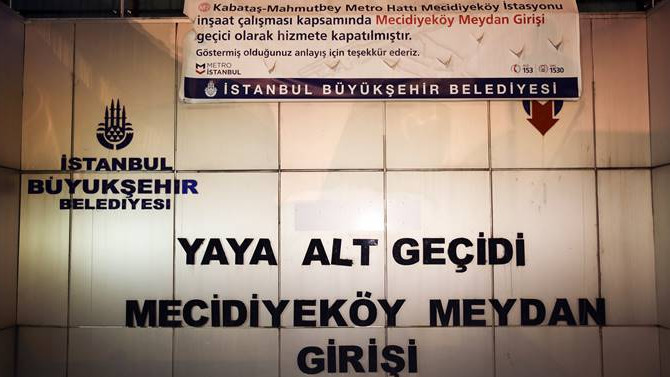 Kabataş-Mahmutbey Metro Hattı Mecidiyeköy İstasyonu
inşaat çalışması kapsamında Mecidiyeköy Meydan Girişi
geçici olarak hizmete kapatılmıştır.
Göstermiş olduğunuz anlayış için teşekkür ederiz.
METRO
İSTANBUL
153
1530
İSTANBUL BÜYÜKŞEHİR BELEDİYESİ
İSTANBUL
BÜYÜKŞEHİR
BELEDİYESİ
YAYA ALT GEÇİDİ
MECİDİYEKÖY MEYDAN
GİRİŞİ